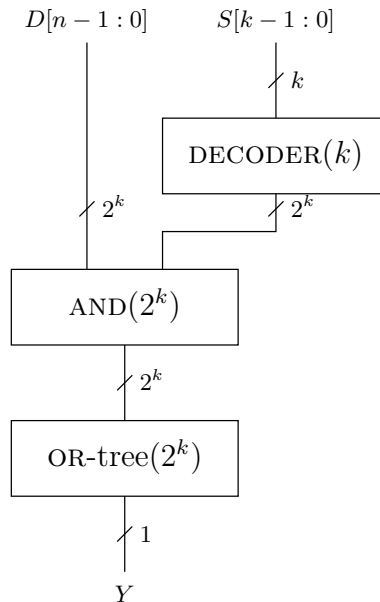 D[n − 1 : 0] S[k − 1 : 0]
k
DECODER(k)
2^k 2^k
AND(2^k)
2^k
OR-tree(2^k)
1
Y